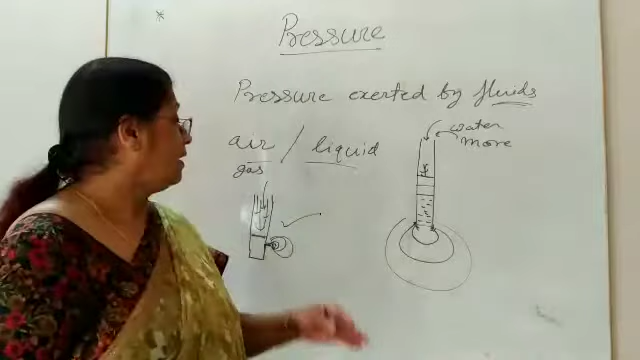 *
Pressure
Pressure exerted by fluids
air / liquid
gas
water
more